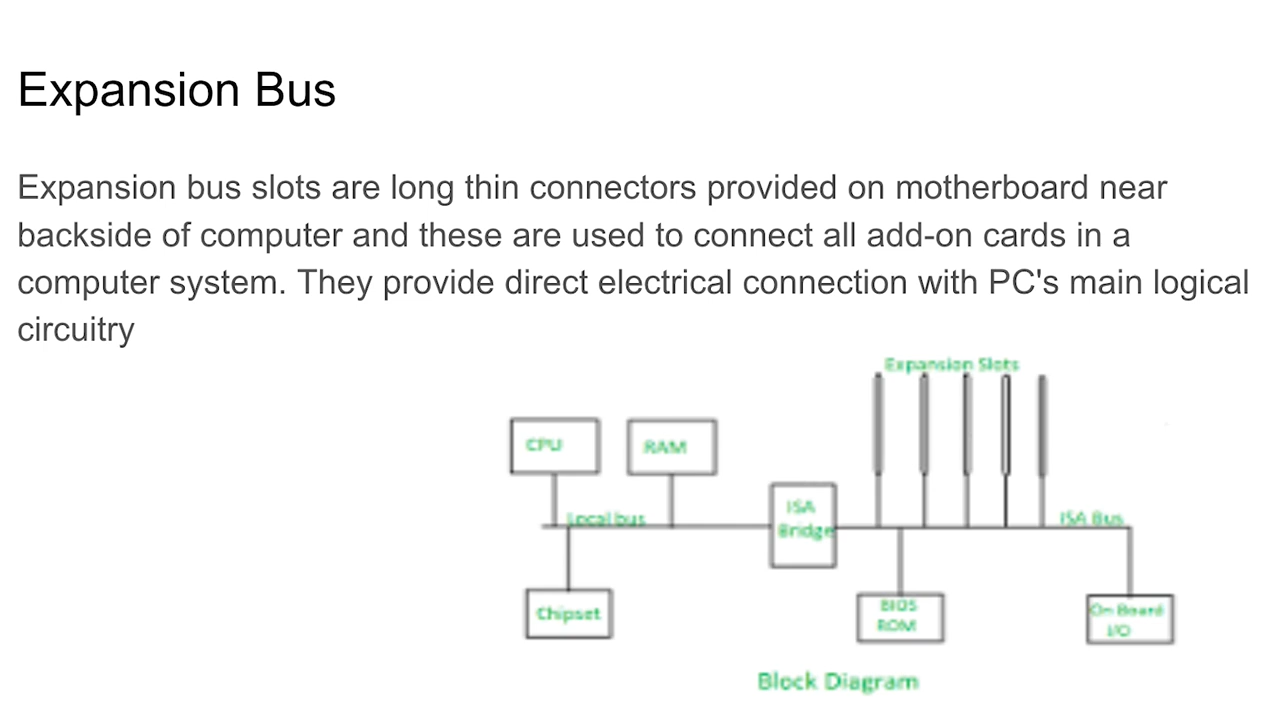 Expansion Bus
Expansion bus slots are long thin connectors provided on motherboard near
backside of computer and these are used to connect all add-on cards in a
computer system. They provide direct electrical connection with PC's main logical
circuitry
Expansion Slots
CPU
RAM
Local bus
ISA
Bridge
ISA Bus
Chipset
BIOS
ROM
On Board
I/O
Block Diagram